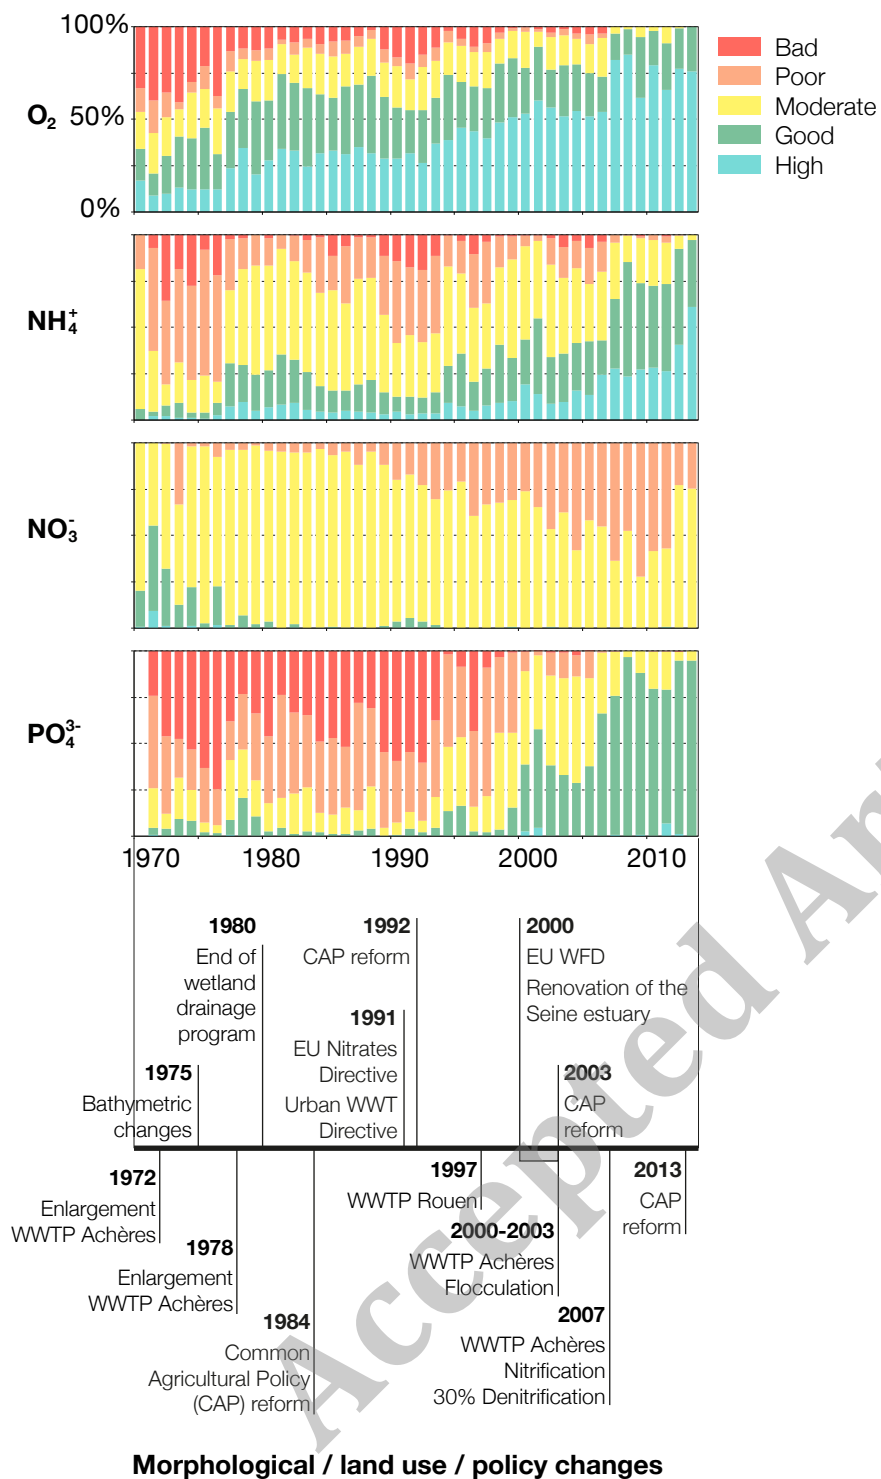 100%
O2
50%
0%
Bad
Poor
Moderate
Good
High
NH4+
NO3-
PO43-
1970 1980 1990 2000 2010
1980
End of
wetland
drainage
program
1992
CAP reform
2000
EU WFD
Renovation of the
Seine estuary
1991
EU Nitrates
Directive
Urban WWT
Directive
1975
Bathymetric
changes
2003
CAP
reform
1972
Enlargement
WWTP Achères
1978
Enlargement
WWTP Achères
1984
Common
Agricultural Policy
(CAP) reform
1997
WWTP Rouen
2000-2003
WWTP Achères
Flocculation
2007
WWTP Achères
Nitrification
30% Denitrification
2013
CAP
reform
Morphological / land use / policy changes
Accepted